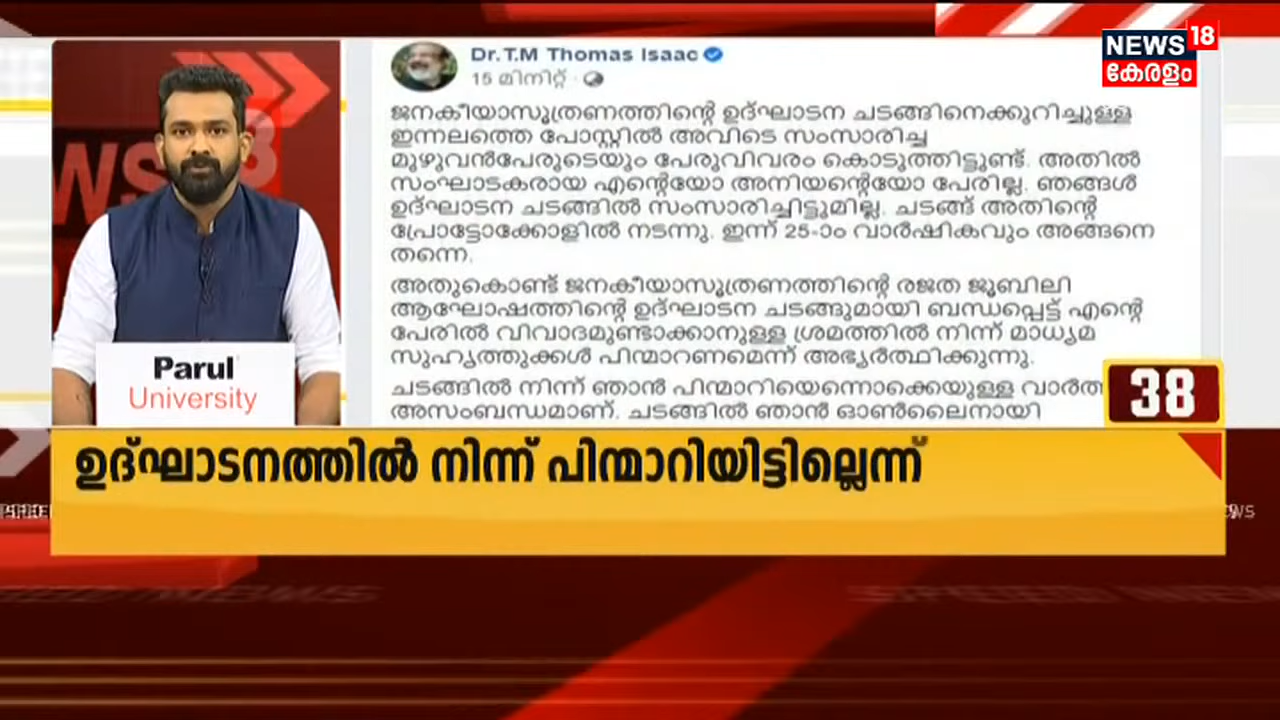 Dr.T.M Thomas Isaac
15 മിനിറ്റ് ·
ജനകീയാസൂത്രണത്തിന്റെ ഉദ്ഘാടന ചടങ്ങിനെക്കുറിച്ചുള്ള
ഇന്നലത്തെ പോസ്റ്റിൽ അവിടെ സംസാരിച്ച
മുഴുവൻപേരുടെയും പേരുവിവരം കൊടുത്തിട്ടുണ്ട്. അതിൽ
സംഘാടകരായ എന്റെയോ അനിയന്റെയോ പേരില്ല. ഞങ്ങൾ
ഉദ്ഘാടന ചടങ്ങിൽ സംസാരിച്ചിട്ടുമില്ല. ചടങ്ങ് അതിന്റെ
പ്രോട്ടോക്കോളിൽ നടന്നു. ഇന്ന് 25-ാം വാർഷികവും അങ്ങനെ
തന്നെ.
അതുകൊണ്ട് ജനകീയാസൂത്രണത്തിന്റെ രജത ജൂബിലി
ആഘോഷത്തിന്റെ ഉദ്ഘാടന ചടങ്ങുമായി ബന്ധപ്പെട്ട് എന്റെ
പേരിൽ വിവാദമുണ്ടാക്കാനുള്ള ശ്രമത്തിൽ നിന്ന് മാധ്യമ
സുഹൃത്തുക്കൾ പിന്മാറണമെന്ന് അഭ്യർത്ഥിക്കുന്നു.
ചടങ്ങിൽ നിന്ന് ഞാൻ പിന്മാറിയെന്നൊക്കെയുള്ള
അസംബന്ധമാണ്. ചടങ്ങിൽ ഞാൻ ഓൺലൈനായി
NEWS 18
കേരളം
Parul
University
38
ഉദ്ഘാടനത്തിൽ നിന്ന് പിന്മാറിയിട്ടില്ലെന്ന്